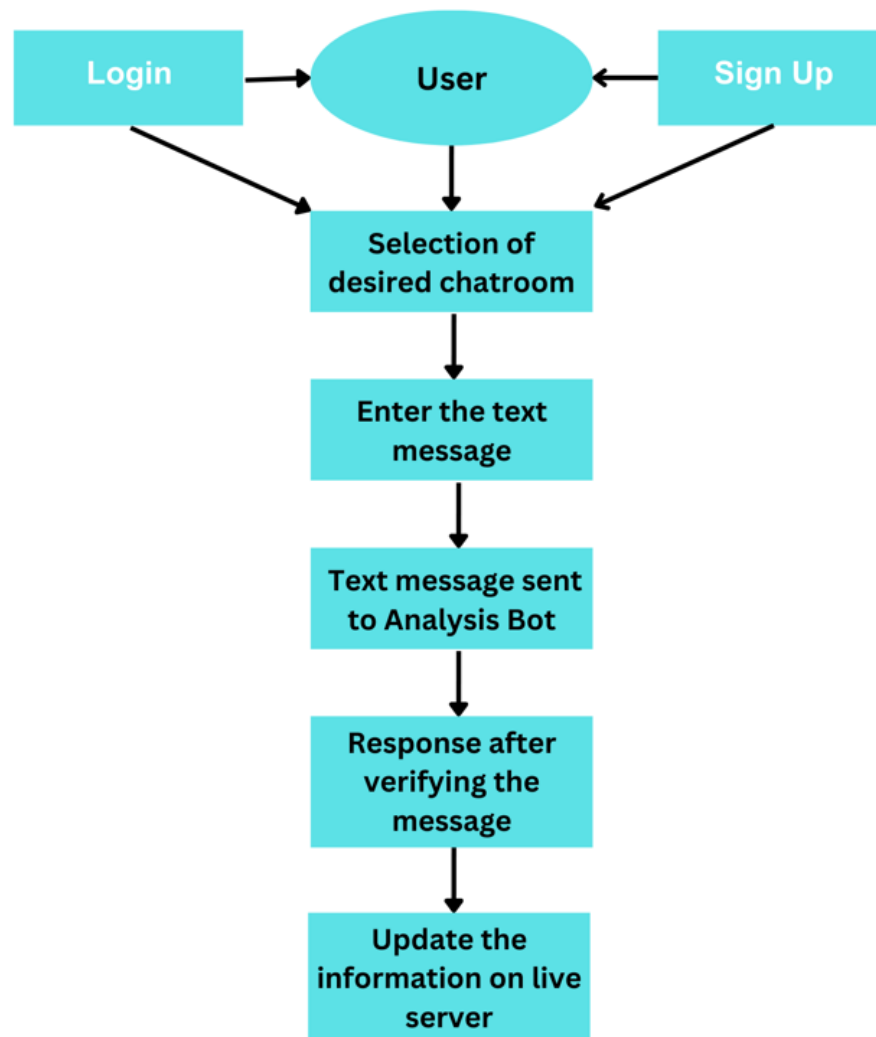 Login
User
Sign Up
Selection of
desired chatroom
Enter the text
message
Text message sent
to Analysis Bot
Response after
verifying the
message
Update the
information on live
server